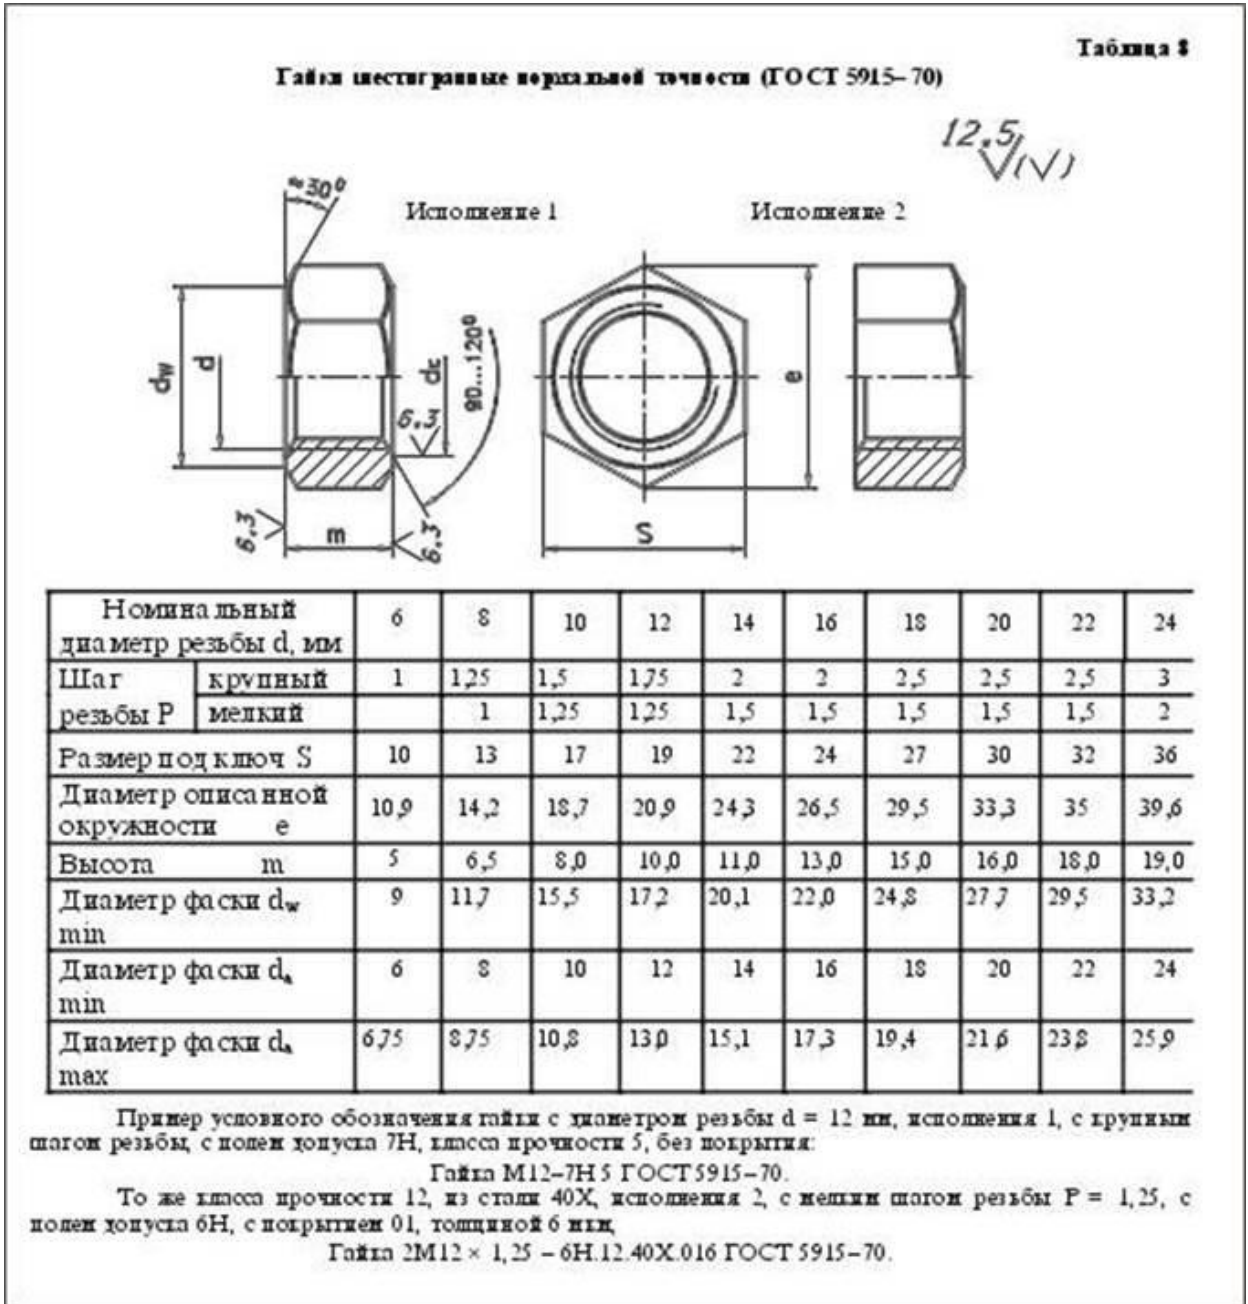 Таблица 8
Гайки шестигранные нормальной точности (ГОСТ 5915–70)
12.5 (√)
≈30°
Исполнение 1
Исполнение 2
dw
d
6.3
90...120°
e
6.3
m
6.3
S
Номинальный диаметр резьбы d, мм 6 8 10 12 14 16 18 20 22 24
Шаг резьбы P крупный 1 1,25 1,5 1,75 2 2 2,5 2,5 2,5 3
мелкий 1 1,25 1,25 1,5 1,5 1,5 1,5 1,5 2
Размер под ключ S 10 13 17 19 22 24 27 30 32 36
Диаметр описанной окружности e 10,9 14,2 18,7 20,9 24,3 26,5 29,5 33,3 35 39,6
Высота m 5 6,5 8,0 10,0 11,0 13,0 15,0 16,0 18,0 19,0
Диаметр фаски dw min 9 11,7 15,5 17,2 20,1 22,0 24,8 27,7 29,5 33,2
Диаметр фаски da min 6 8 10 12 14 16 18 20 22 24
Диаметр фаски da max 6,75 8,75 10,8 13,0 15,1 17,3 19,4 21,6 23,8 25,9
Пример условного обозначения гайки с диаметром резьбы d = 12 мм, исполнения 1, с крупным
шагом резьбы, с полем допуска 7Н, класса прочности 5, без покрытия:
Гайка М12–7Н 5 ГОСТ 5915–70.
То же класса прочности 12, из стали 40Х, исполнения 2, с мелким шагом резьбы Р = 1,25, с
полем допуска 6Н, с покрытием 01, толщиной 6 мкм,
Гайка 2М12 × 1,25 – 6Н.12.40Х.016 ГОСТ 5915–70.